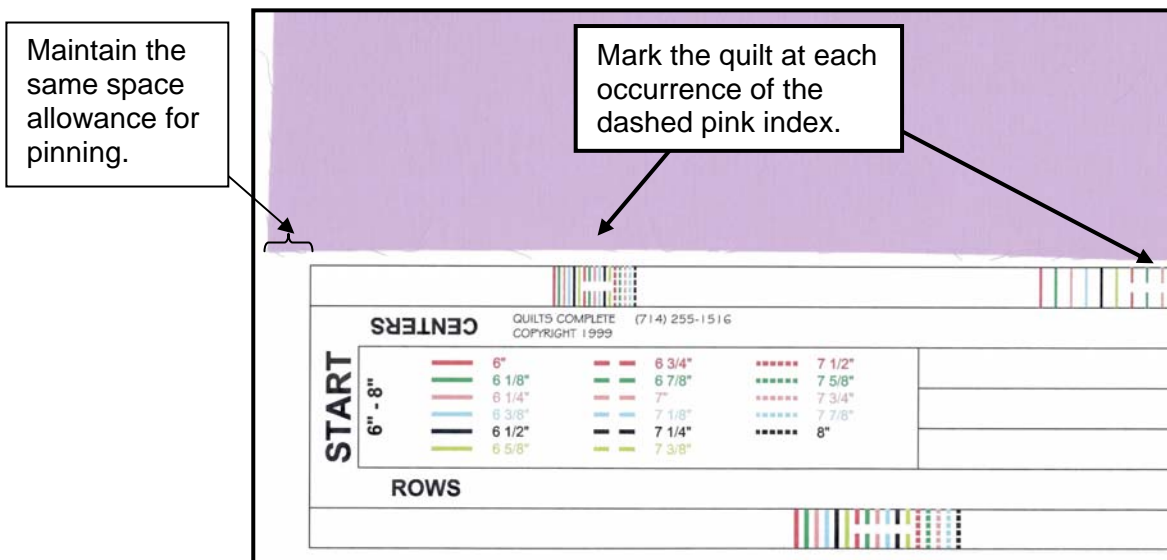 Maintain the
same space
allowance for
pinning.
Mark the quilt at each
occurrence of the
dashed pink index.
CENTERS
QUILTS COMPLETE (714) 255-1516
COPYRIGHT 1999
START
6" - 8"
6" 6 3/4" 7 1/2"
6 1/8" 6 7/8" 7 5/8"
6 1/4" 7" 7 3/4"
6 3/8" 7 1/8" 7 7/8"
6 1/2" 7 1/4" 8"
6 5/8" 7 3/8"
ROWS